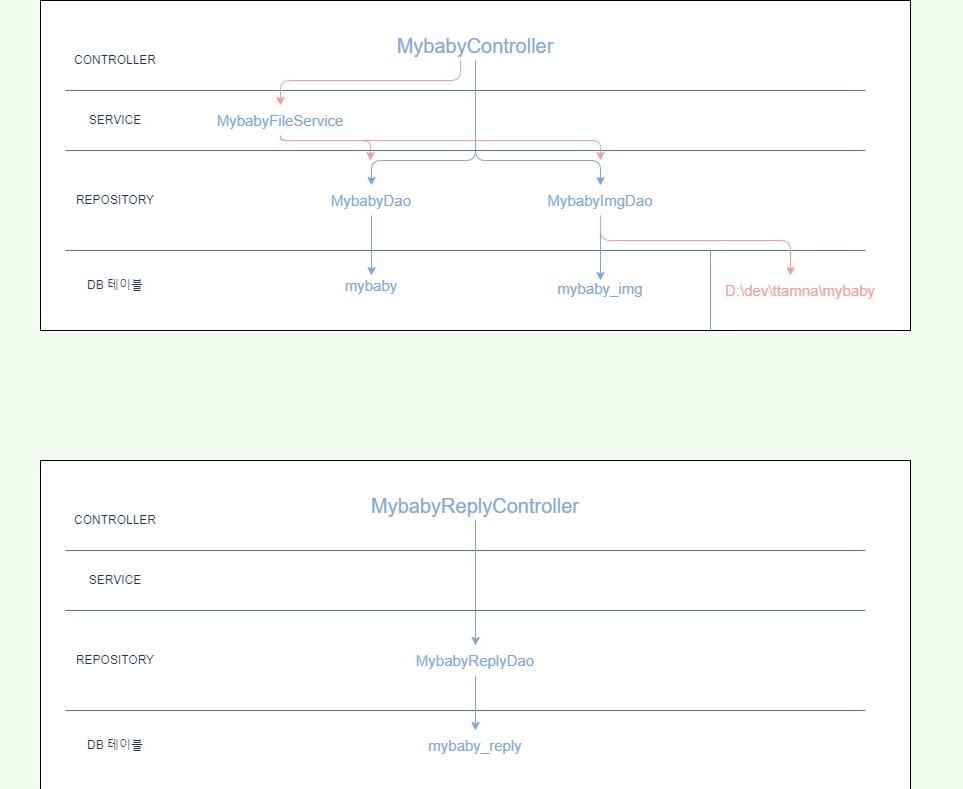 MybabyController
CONTROLLER
SERVICE
MybabyFileService
REPOSITORY
MybabyDao
MybabyImgDao
DB 테이블
mybaby
mybaby_img
D:\dev\ttamna\mybaby
MybabyReplyController
CONTROLLER
SERVICE
REPOSITORY
MybabyReplyDao
DB 테이블
mybaby_reply